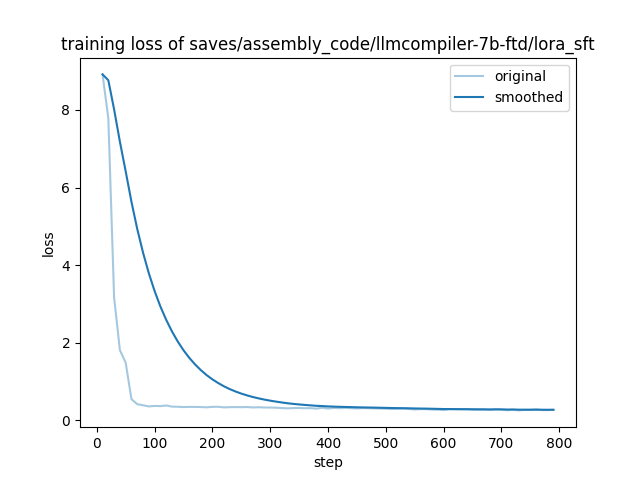 training loss of saves/assembly_code/llmcompiler-7b-ftd/lora_sft
original
smoothed
8
6
4
2
0
loss
0 100 200 300 400 500 600 700 800
step